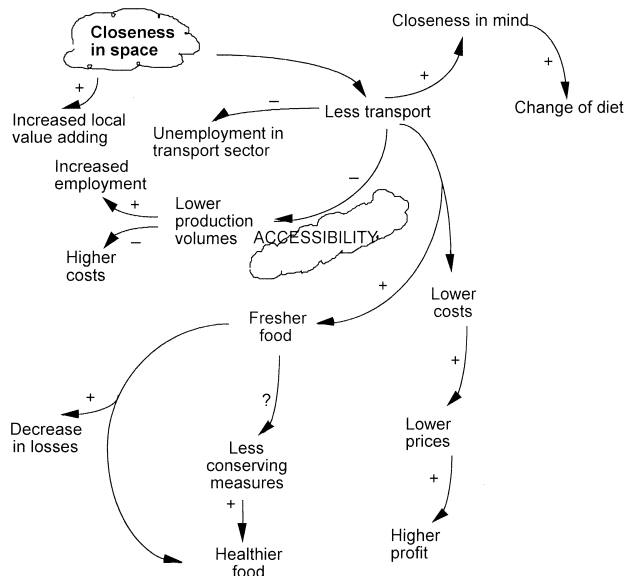 Closeness in mind
Closeness
in space
+
+
+
Increased local
value adding
Change of diet
–
Less transport
Unemployment in
transport sector
Increased
employment
–
+
Lower
production
volumes
ACCESSIBILITY
–
Higher
costs
+
Lower
costs
Fresher
food
+
?
+
Decrease
in losses
Lower
prices
Less
conserving
measures
+
+
Higher
profit
Healthier
food